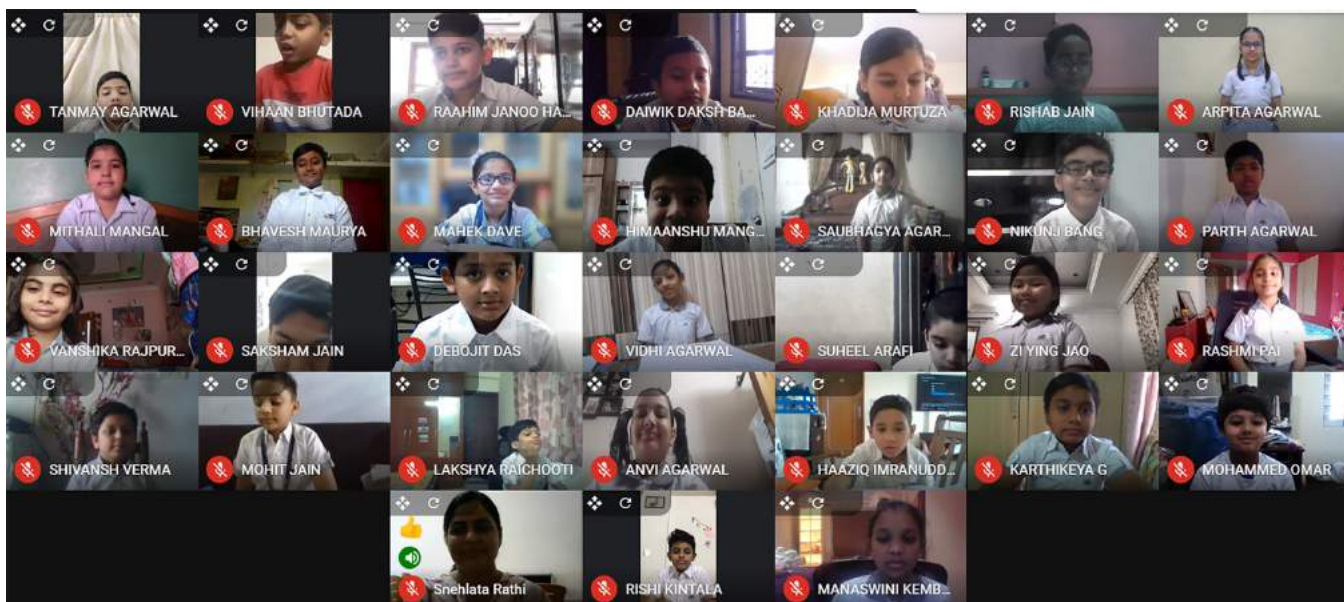 TANMAY AGARWAL
VIHAAN BHUTADA
RAAHIM JANOO HA...
DAIWIK DAKSH BA...
KHADIJA MURTUZA
RISHAB JAIN
ARPITA AGARWAL
MITHALI MANGAL
BHAVESH MAURYA
MAHEK DAVE
HIMAANSHU MANG...
SAUBHAGYA AGAR...
NIKUNJ BANG
PARTH AGARWAL
VANSHIKA RAJPUR...
SAKSHAM JAIN
DEBOJIT DAS
VIDHI AGARWAL
SUHEEL ARAFI
ZI YING JAO
RASHMI PAI
SHIVANSH VERMA
MOHIT JAIN
LAKSHYA RAICHOOTI
ANVI AGARWAL
HAAZIQ IMRANUDD...
KARTHIKEYA G
MOHAMMED OMAR
Snehlata Rathi
RISHI KINTALA
MANASWINI KEMB...